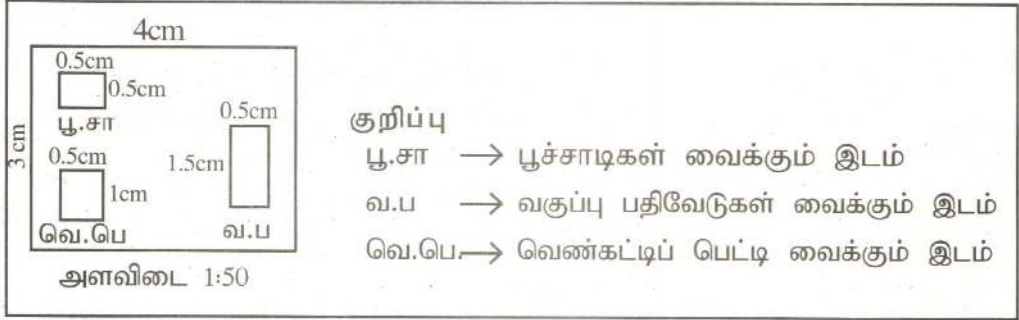 4cm
0.5cm
0.5cm
பூ.சா
3 cm
0.5cm
1cm
வெ.பெ
0.5cm
1.5cm
வ.ப
அளவிடை 1:50
குறிப்பு
பூ.சா → பூச்சாடிகள் வைக்கும் இடம்
வ.ப → வகுப்பு பதிவேடுகள் வைக்கும் இடம்
வெ.பெ. → வெண்கட்டிப் பெட்டி வைக்கும் இடம்